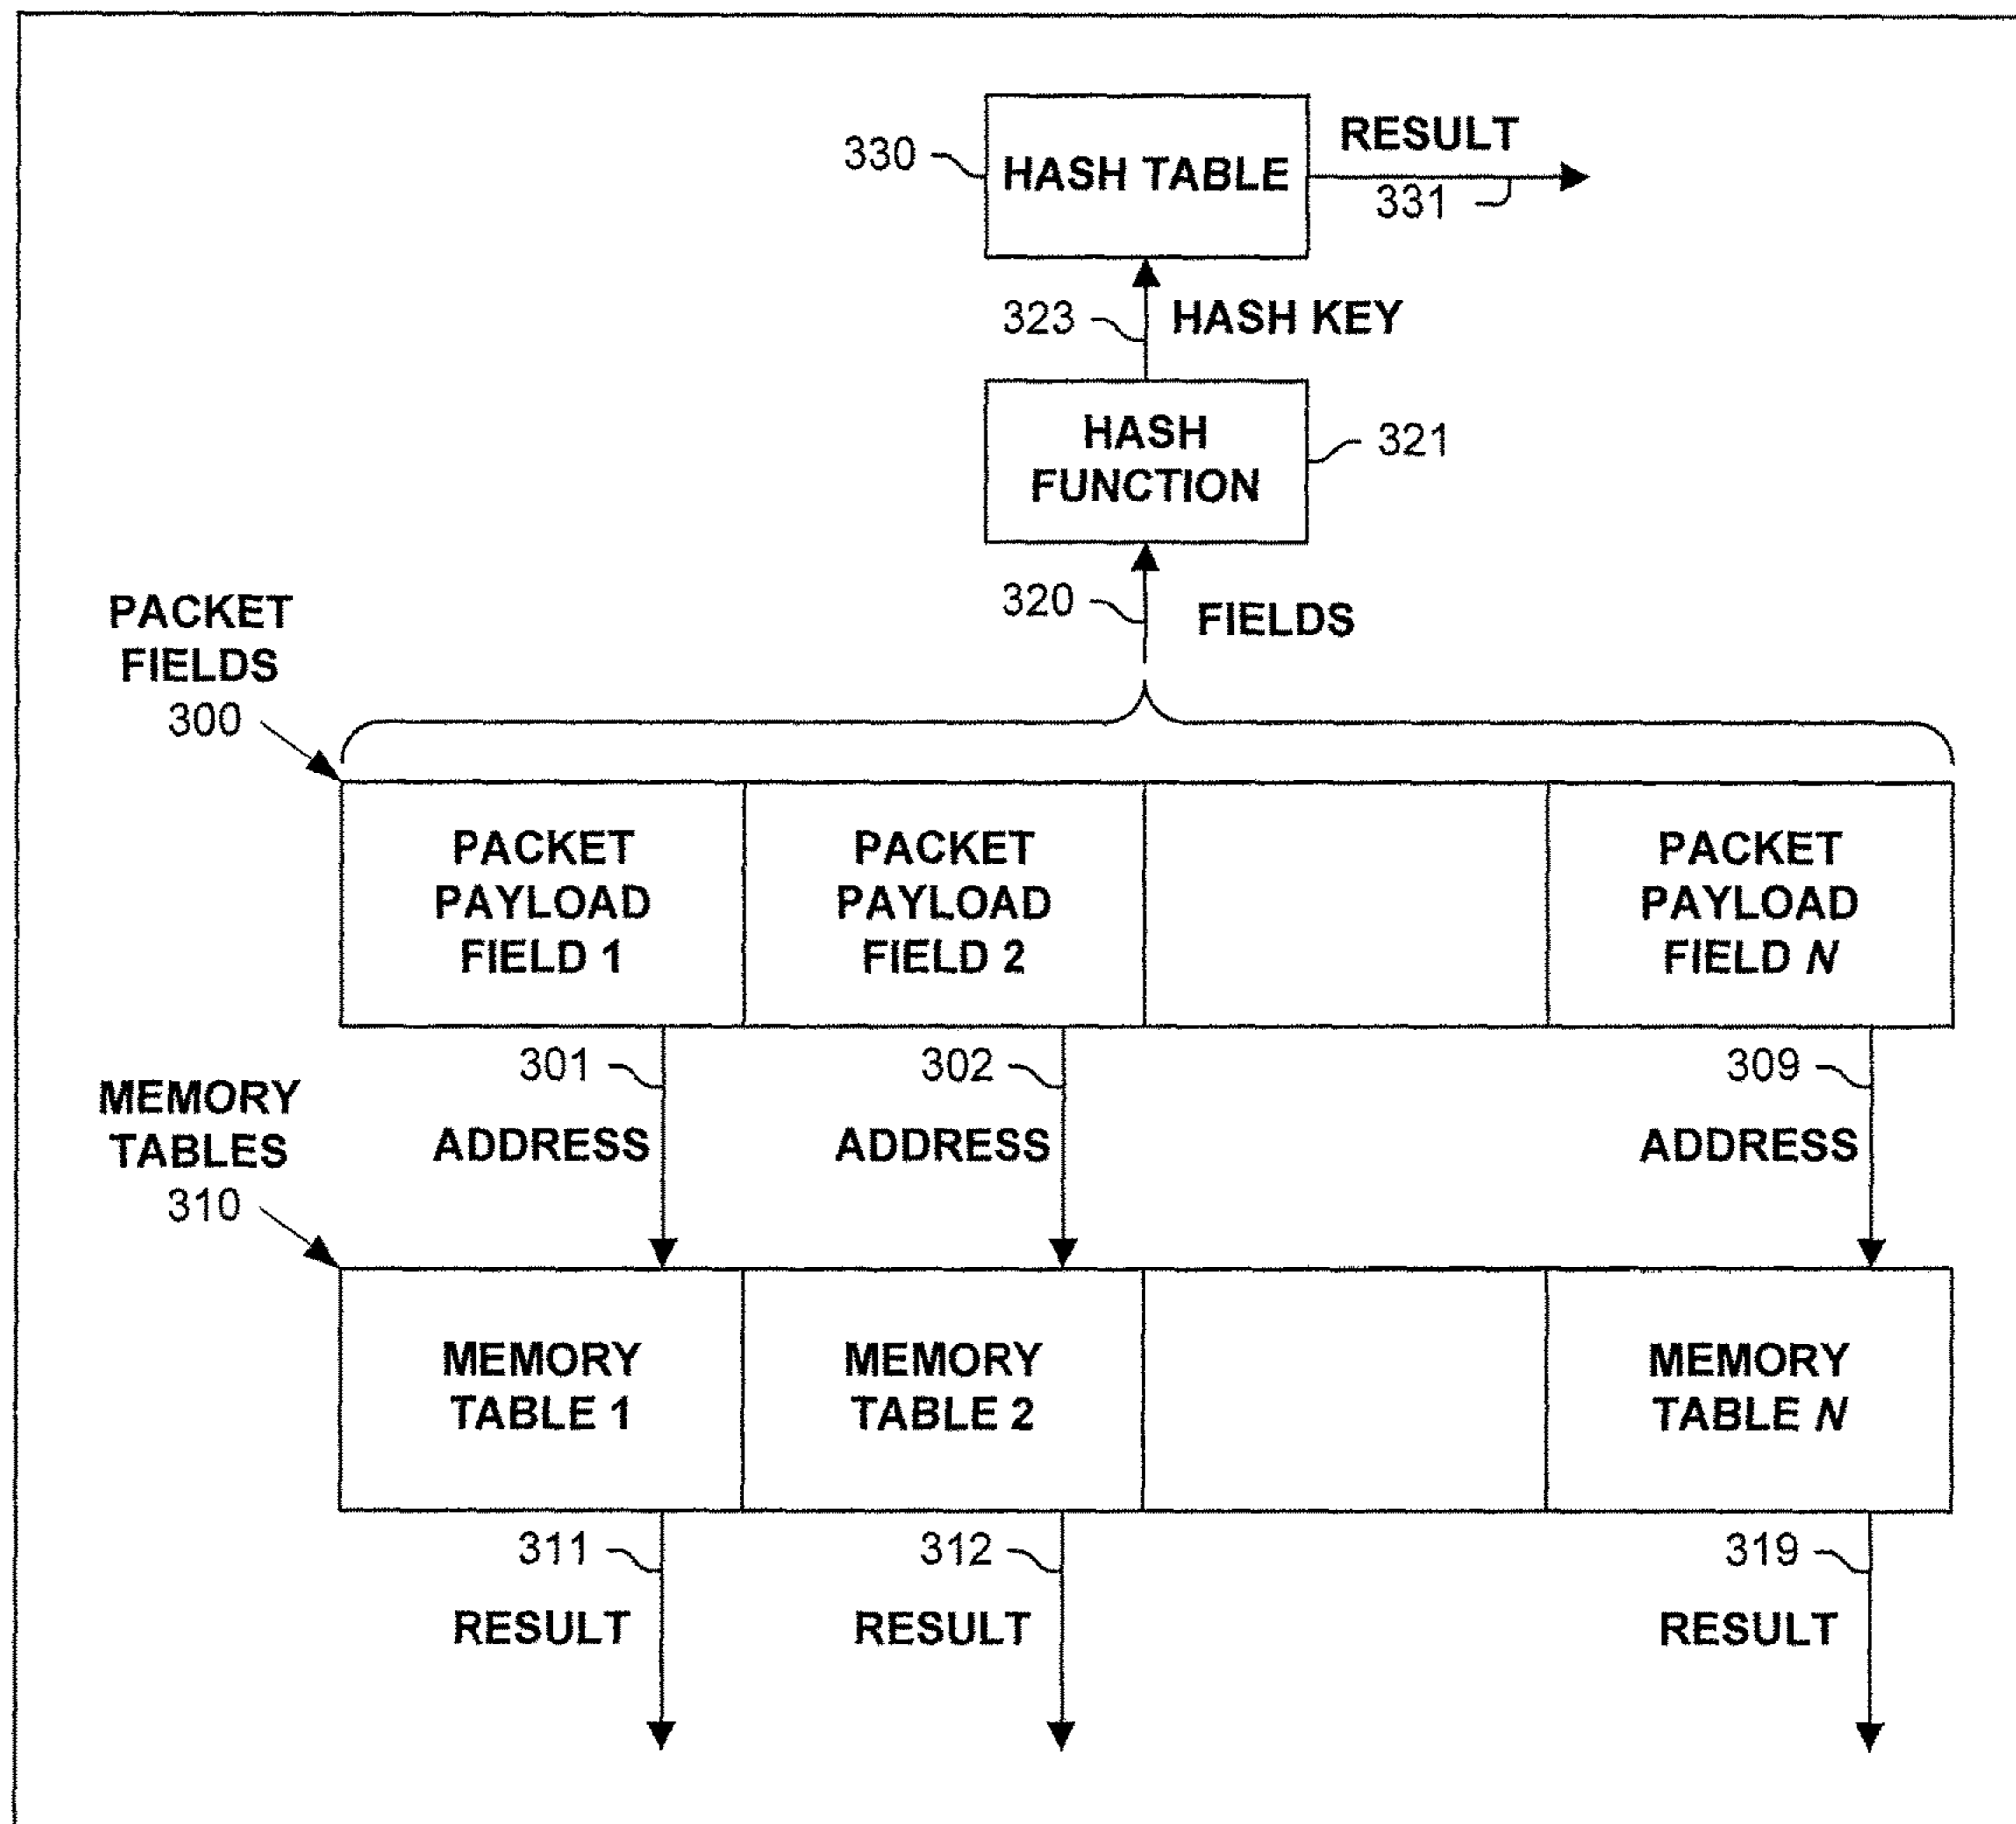 RESULT
330
HASH TABLE
331
323
HASH KEY
HASH
FUNCTION
321
320
FIELDS
PACKET
FIELDS
300
PACKET
PAYLOAD
FIELD 1
PACKET
PAYLOAD
FIELD 2
PACKET
PAYLOAD
FIELD N
301
ADDRESS
302
ADDRESS
309
ADDRESS
MEMORY
TABLES
310
MEMORY
TABLE 1
MEMORY
TABLE 2
MEMORY
TABLE N
311
RESULT
312
RESULT
319
RESULT